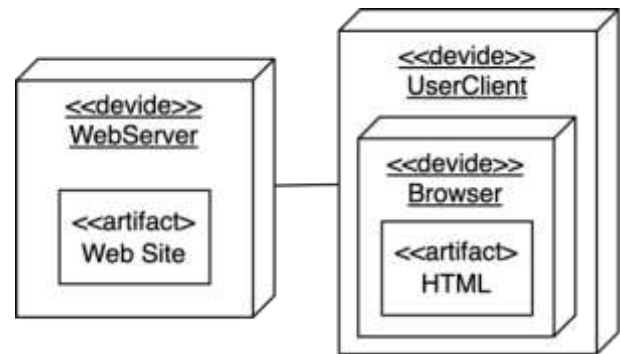 <<devide>>
WebServer
<<artifact>
Web Site
<<devide>>
UserClient
<<devide>>
Browser
<<artifact>
HTML